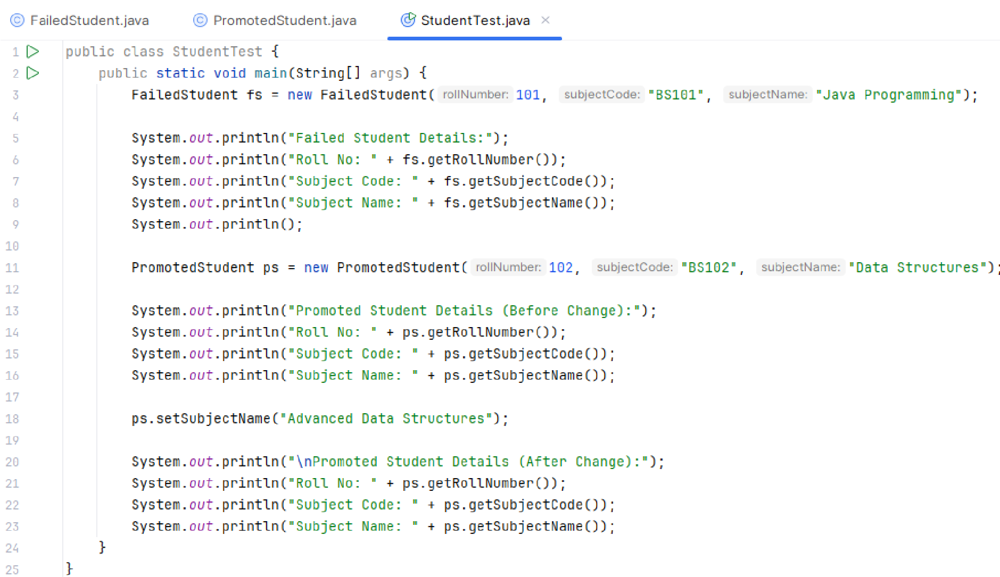 FailedStudent.java PromotedStudent.java StudentTest.java
1 public class StudentTest {
2 public static void main(String[] args) {
3 FailedStudent fs = new FailedStudent( rollNumber: 101, subjectCode: "BS101", subjectName: "Java Programming");
4
5 System.out.println("Failed Student Details:");
6 System.out.println("Roll No: " + fs.getRollNumber());
7 System.out.println("Subject Code: " + fs.getSubjectCode());
8 System.out.println("Subject Name: " + fs.getSubjectName());
9 System.out.println();
10
11 PromotedStudent ps = new PromotedStudent( rollNumber: 102, subjectCode: "BS102", subjectName: "Data Structures");
12
13 System.out.println("Promoted Student Details (Before Change):");
14 System.out.println("Roll No: " + ps.getRollNumber());
15 System.out.println("Subject Code: " + ps.getSubjectCode());
16 System.out.println("Subject Name: " + ps.getSubjectName());
17
18 ps.setSubjectName("Advanced Data Structures");
19
20 System.out.println("\nPromoted Student Details (After Change):");
21 System.out.println("Roll No: " + ps.getRollNumber());
22 System.out.println("Subject Code: " + ps.getSubjectCode());
23 System.out.println("Subject Name: " + ps.getSubjectName());
24 }
25 }